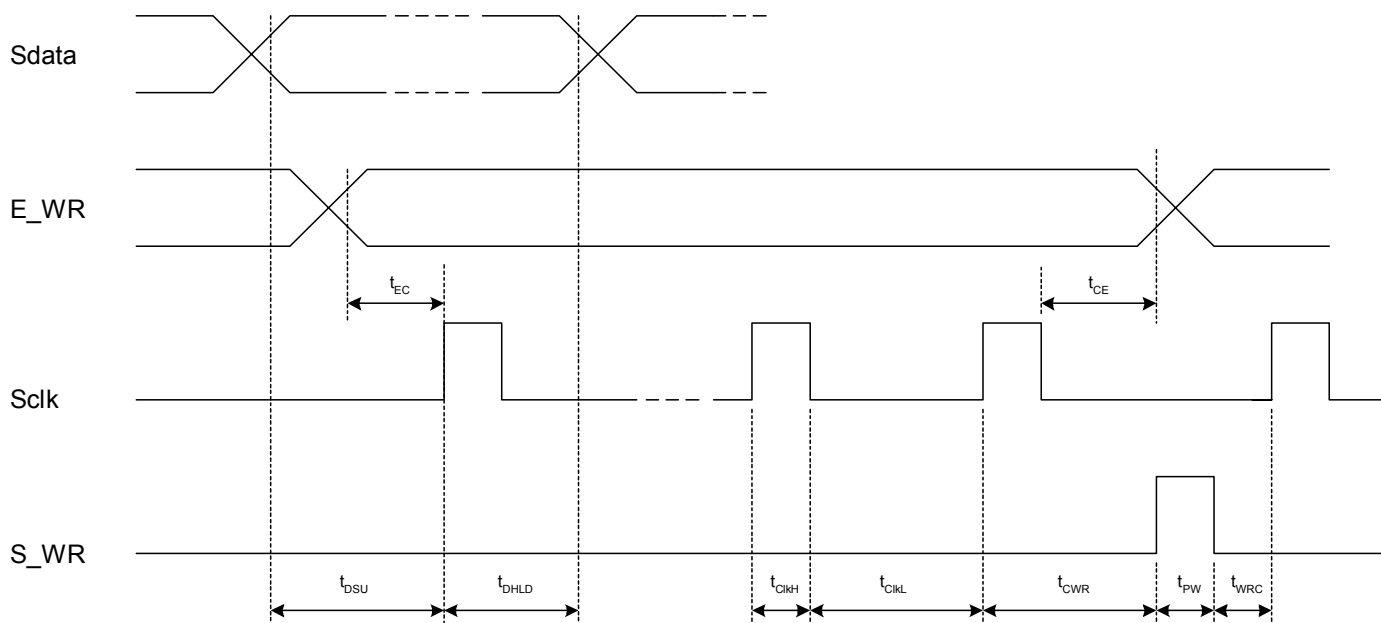 Sdata
E_WR
tEC
tCE
Sclk
S_WR
tDSU
tDHLD
tClkH
tClkL
tCWR
tPW
tWRC